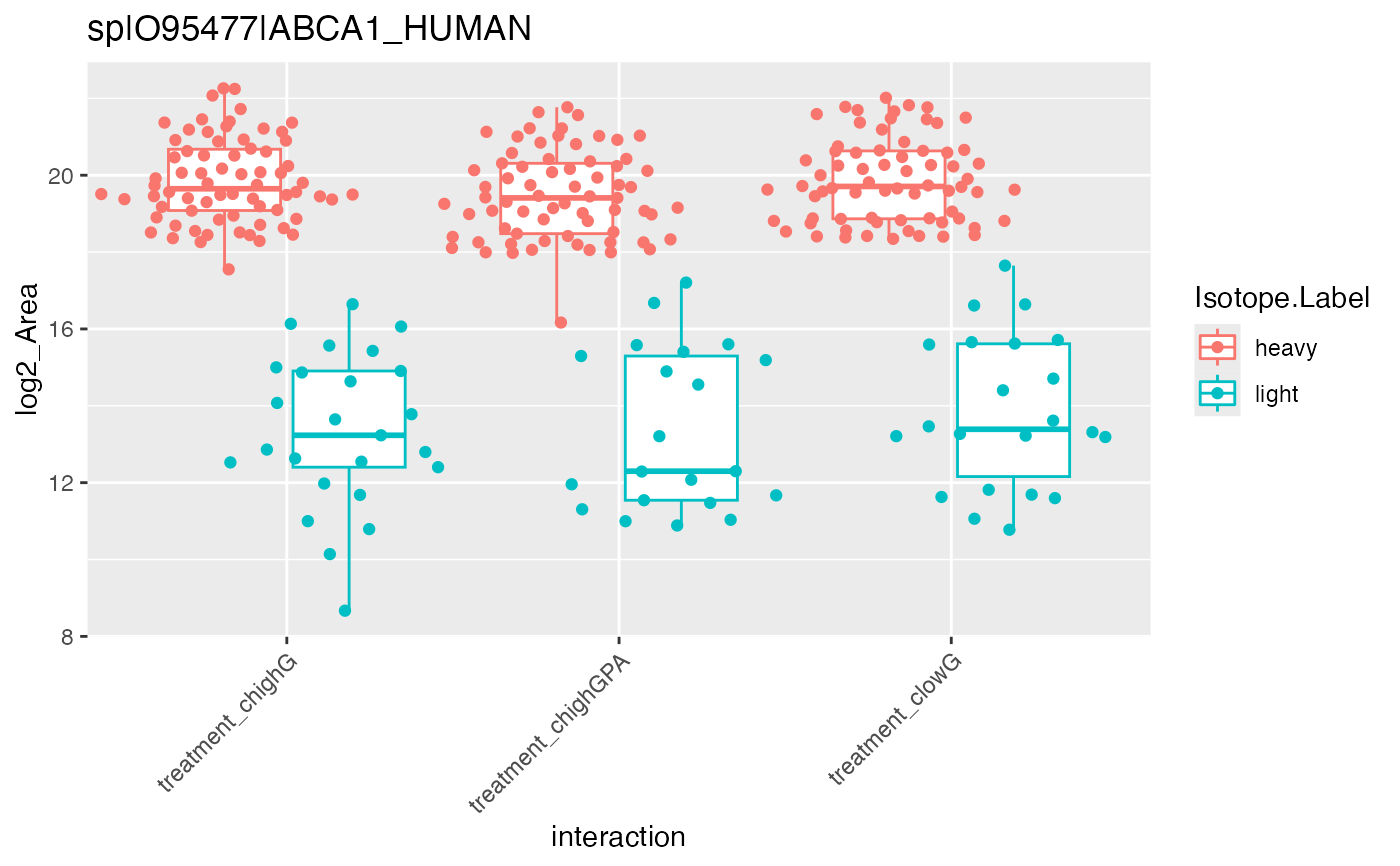 sp|O95477|ABCA1_HUMAN
log2_Area
20
16
12
8
treatment_chighG
treatment_chighGPA
treatment_clowG
interaction
Isotope.Label
heavy
light